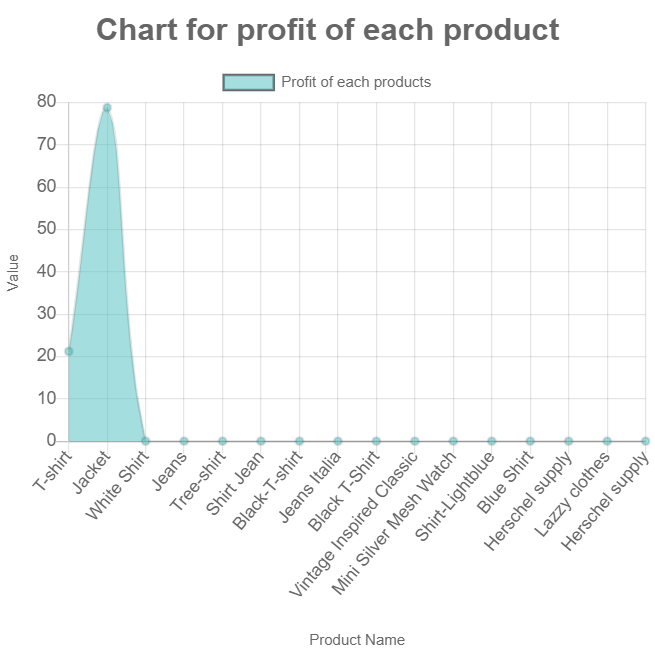 Chart for profit of each product
Profit of each products
80
70
60
50
40
30
20
10
0
Value
T-shirt
Jacket
White Shirt
Jeans
Tree-shirt
Shirt Jean
Black-T-shirt
Jeans Italia
Black T-Shirt
Vintage Inspired Classic
Mini Silver Mesh Watch
Shirt-Lightblue
Blue Shirt
Herschel supply
Lazzy clothes
Herschel supply
Product Name